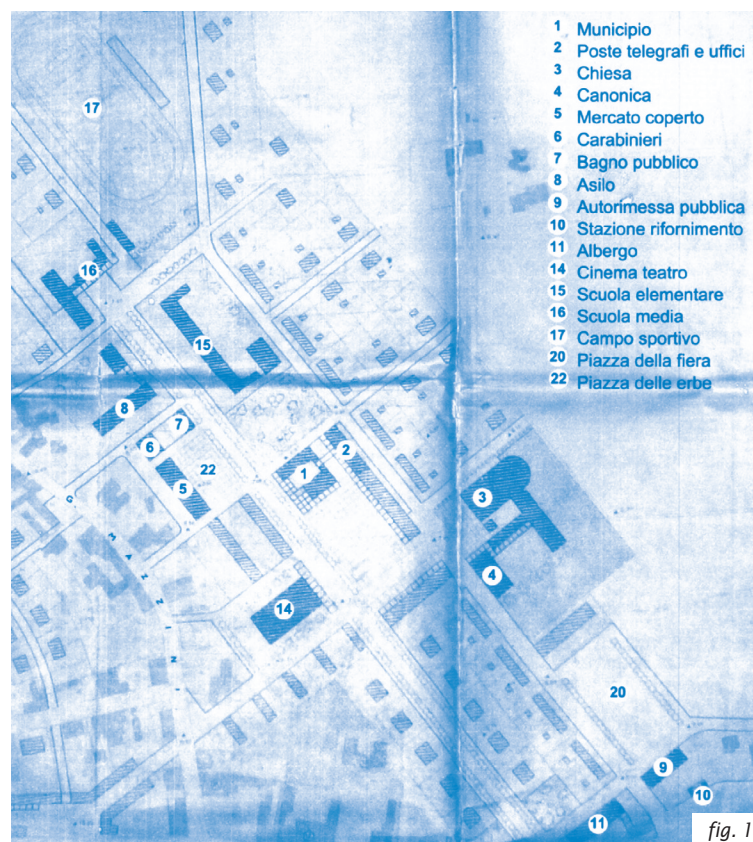 1 Municipio
2 Poste telegrafi e uffici
3 Chiesa
4 Canonica
5 Mercato coperto
6 Carabinieri
7 Bagno pubblico
8 Asilo
9 Autorimessa pubblica
10 Stazione rifornimento
11 Albergo
14 Cinema teatro
15 Scuola elementare
16 Scuola media
17 Campo sportivo
20 Piazza della fiera
22 Piazza delle erbe
17
16
15
8
7
6
22
5
1
2
3
4
14
20
9
10
11
G MAZZINI
fig. 1